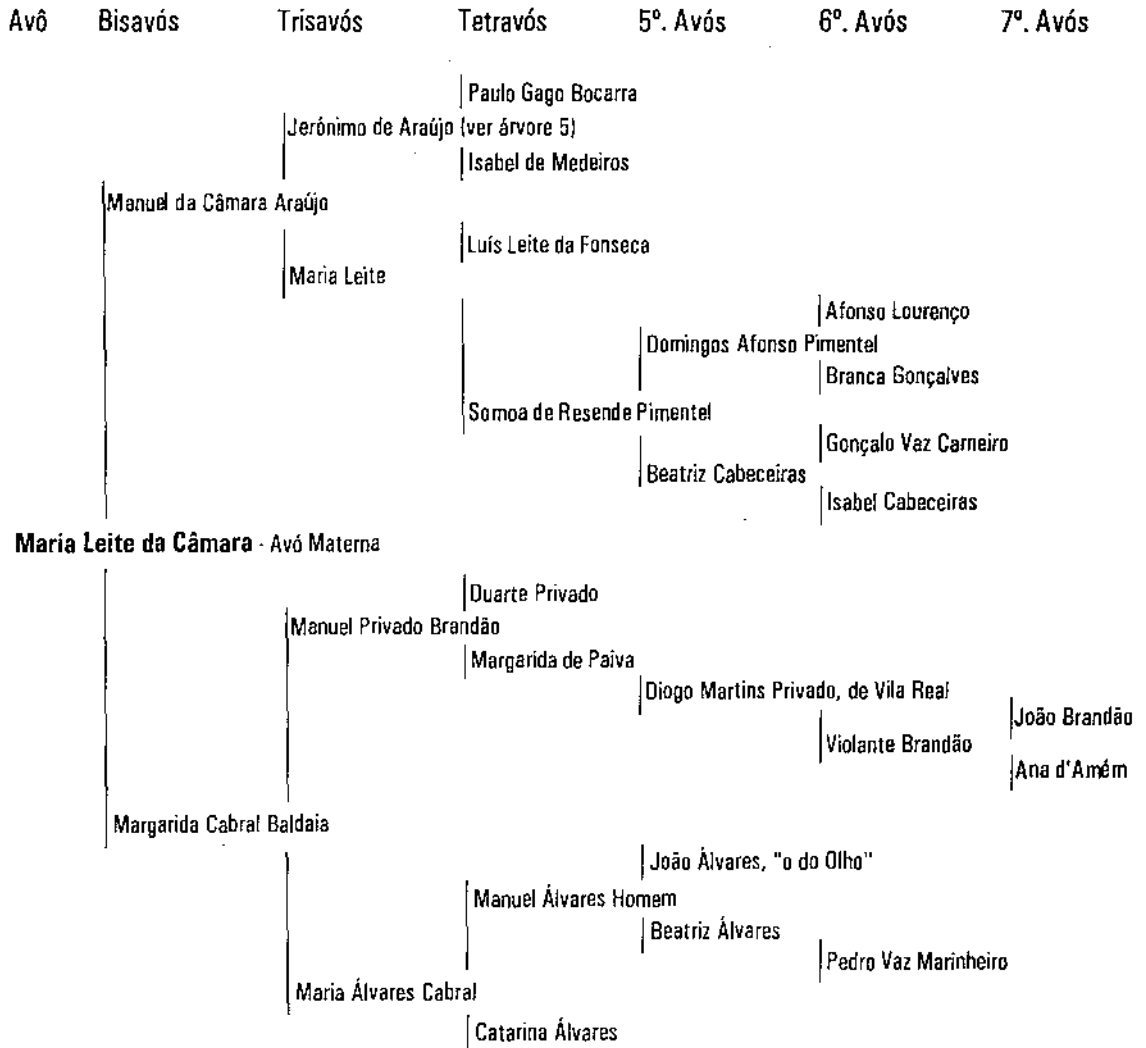 Avô Bisavós Trisavós Tetravós 5º. Avós 6º. Avós 7º. Avós
Paulo Gago Bocarra
Jerónimo de Araújo (ver árvore 5)
Isabel de Medeiros
Manuel da Câmara Araújo
Luís Leite da Fonseca
Maria Leite
Afonso Lourenço
Domingos Afonso Pimentel
Branca Gonçalves
Somoa de Resende Pimentel
Gonçalo Vaz Carneiro
Beatriz Cabeceiras
Isabel Cabeceiras
Maria Leite da Câmara - Avó Materna
Duarte Privado
Manuel Privado Brandão
Margarida de Paiva
Diogo Martins Privado, de Vila Real
João Brandão
Violante Brandão
Ana d'Amém
Margarida Cabral Baldaia
João Álvares, "o do Olho"
Manuel Álvares Homem
Beatriz Álvares
Pedro Vaz Marinheiro
Maria Álvares Cabral
Catarina Álvares